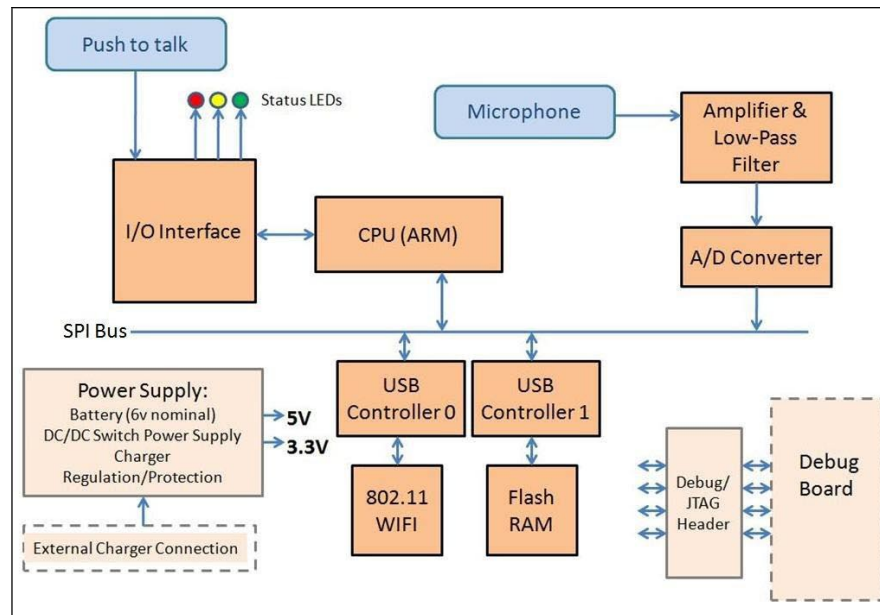 Push to talk
Status LEDs
Microphone
Amplifier &
Low-Pass
Filter
I/O Interface
CPU (ARM)
A/D Converter
SPI Bus
Power Supply:
Battery (6v nominal)
DC/DC Switch Power Supply
Charger
Regulation/Protection
5V
3.3V
USB
Controller 0
USB
Controller 1
802.11
WIFI
Flash
RAM
Debug/
JTAG
Header
Debug
Board
External Charger Connection